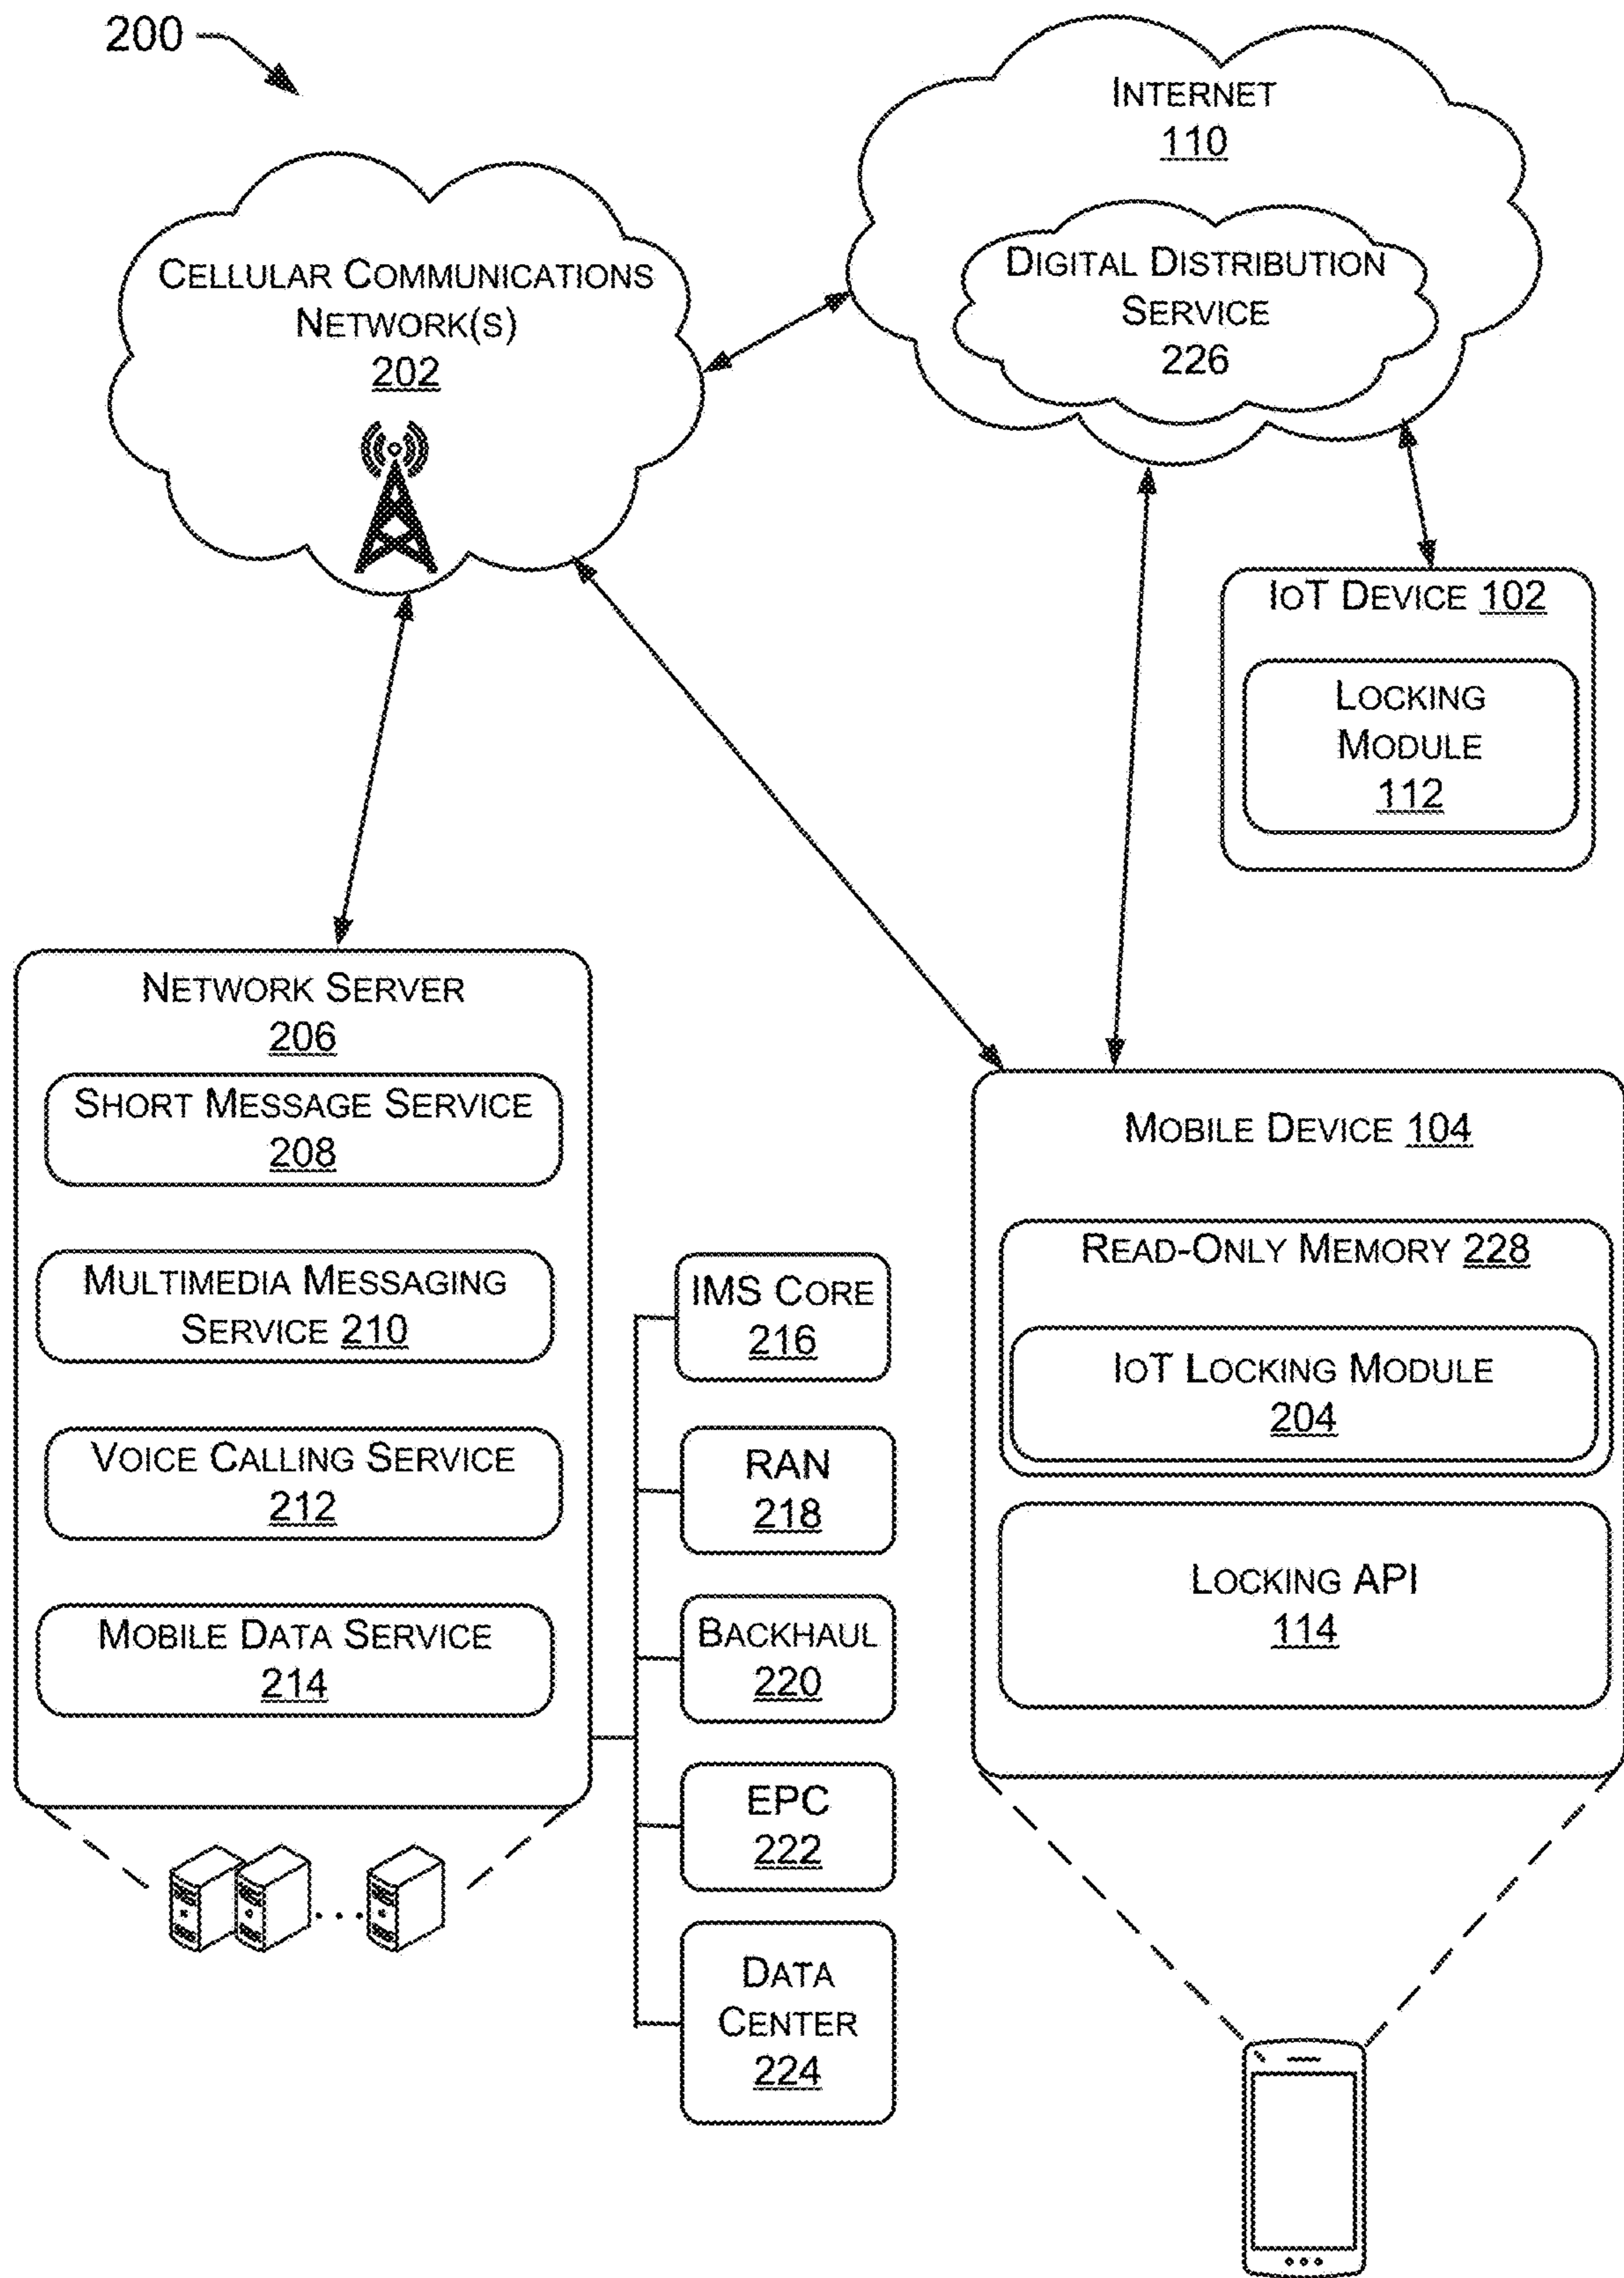 200
INTERNET
110
DIGITAL DISTRIBUTION
SERVICE
226
CELLULAR COMMUNICATIONS
NETWORK(S)
202
IOT DEVICE 102
LOCKING
MODULE
112
NETWORK SERVER
206
SHORT MESSAGE SERVICE
208
MULTIMEDIA MESSAGING
SERVICE 210
VOICE CALLING SERVICE
212
MOBILE DATA SERVICE
214
IMS CORE
216
RAN
218
BACKHAUL
220
EPC
222
DATA
CENTER
224
MOBILE DEVICE 104
READ-ONLY MEMORY 228
IOT LOCKING MODULE
204
LOCKING API
114